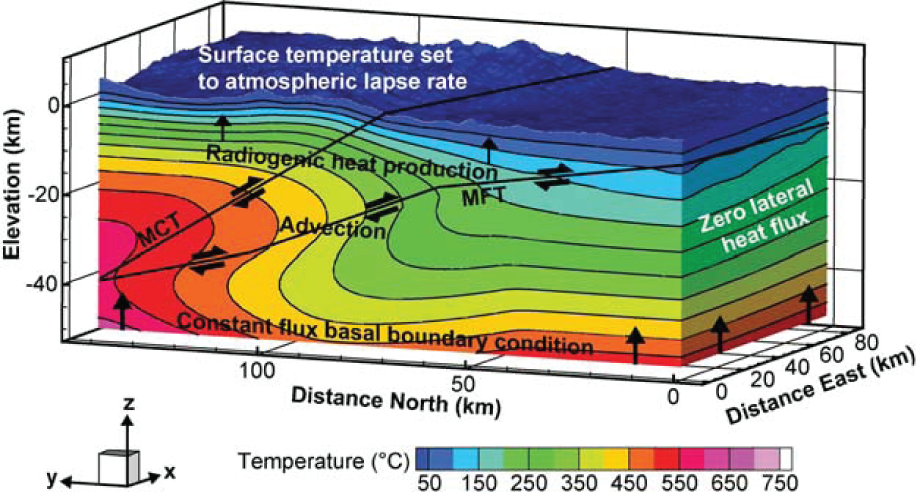 Surface temperature set
to atmospheric lapse rate
0
-20
-40
Elevation (km)
Radiogenic heat production
MFT
MCT
Advection
Zero lateral
heat flux
Constant flux basal boundary condition
100
50
0
Distance North (km)
0 20 40 60 80
Distance East (km)
z
y
x
Temperature (°C)
50 150 250 350 450 550 650 750